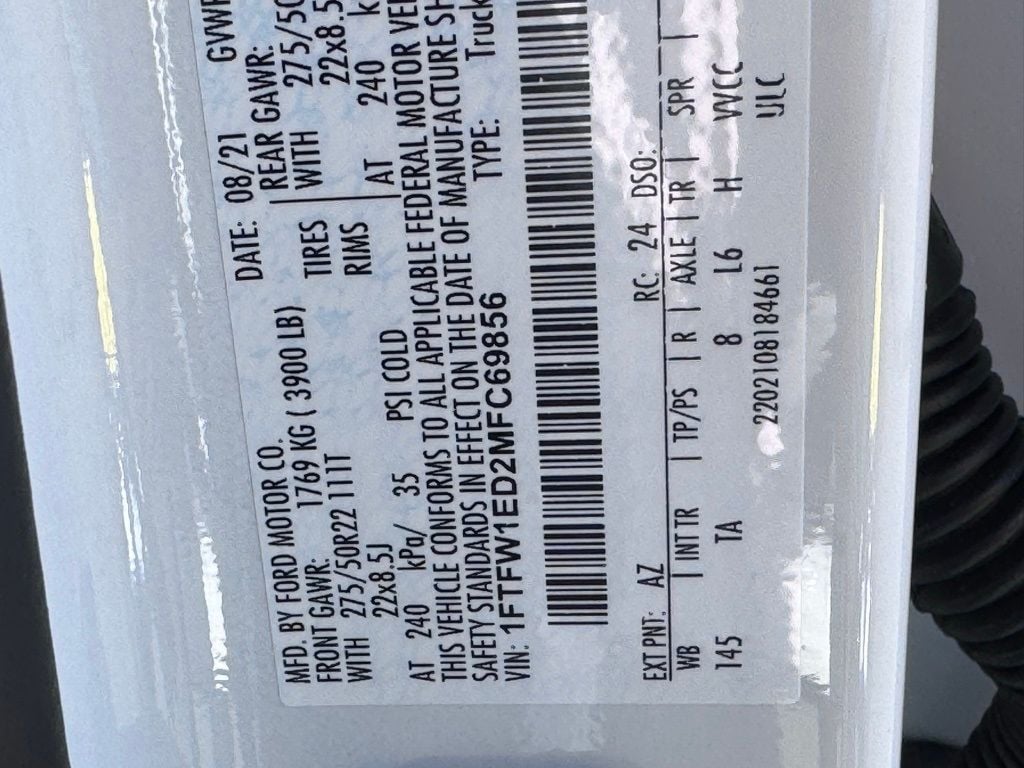 MFD. BY FORD MOTOR CO. DATE: 08/21 GVWR
FRONT GAWR: 1769 KG ( 3900 LB) REAR GAWR:
WITH 275/50R22 111T TIRES WITH 275/50
22x8.5J RIMS 22x8.5
AT 240 kPa/ 35 PSI COLD AT 240 k
THIS VEHICLE CONFORMS TO ALL APPLICABLE FEDERAL MOTOR VE
SAFETY STANDARDS IN EFFECT ON THE DATE OF MANUFACTURE SH
VIN: 1FTFW1ED2MFC69856 TYPE: Truck
EXT PNT: AZ RC: 24 DSO:
WB | INT TR | TP/PS | R | AXLE | TR | SPR |
145 TA 8 L6 H VVCC
2202108184661 ULC